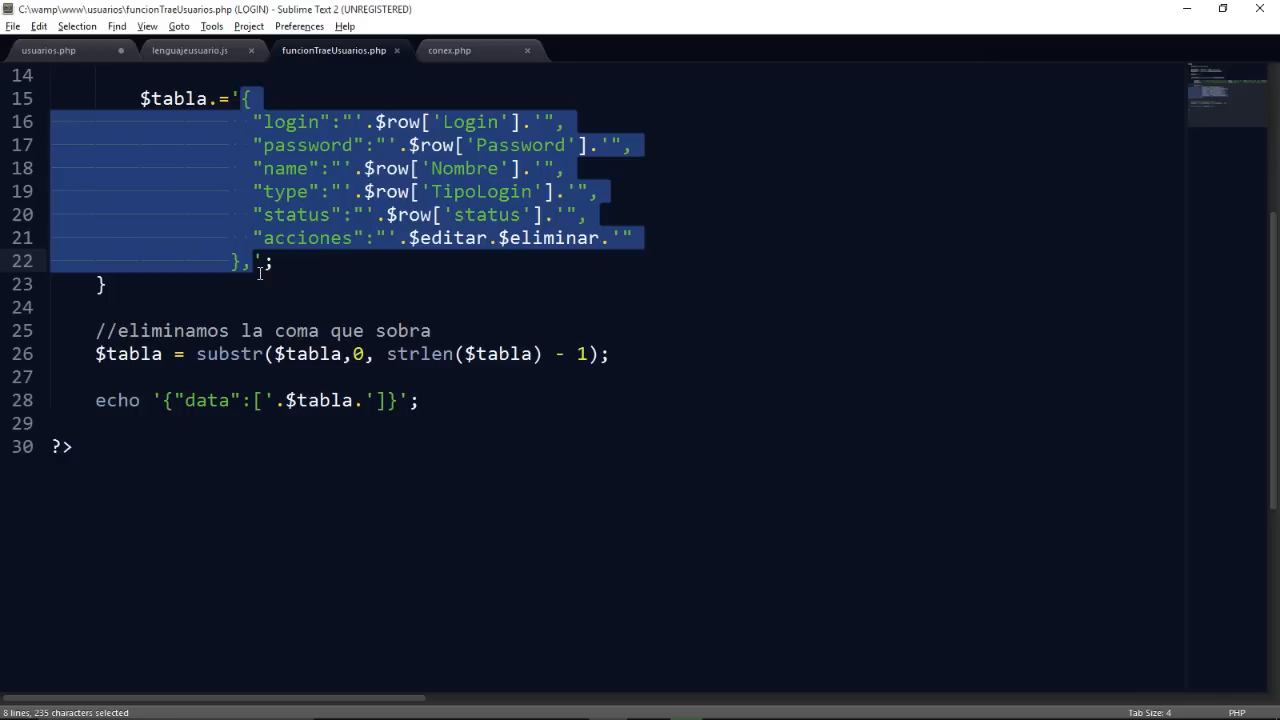 C:\wamp\www\usuarios\funcionTraeUsuarios.php (LOGIN) - Sublime Text 2 (UNREGISTERED)
File Edit Selection Find View Goto Tools Project Preferences Help
usuarios.php lenguajeusuario.js funcionTraeUsuarios.php conex.php
14
15 $tabla.='{
16 "login":"'.$row['Login'].'",
17 "password":"'.$row['Password'].'",
18 "name":"'.$row['Nombre'].'",
19 "type":"'.$row['TipoLogin'].'",
20 "status":"'.$row['status'].'",
21 "acciones":"'.$editar.$eliminar.'"
22 },';
23 }
24
25 //eliminamos la coma que sobra
26 $tabla = substr($tabla,0, strlen($tabla) - 1);
27
28 echo '{"data":['.$tabla.']}';
29
30 ?>
8 lines, 235 characters selected Tab Size: 4 PHP